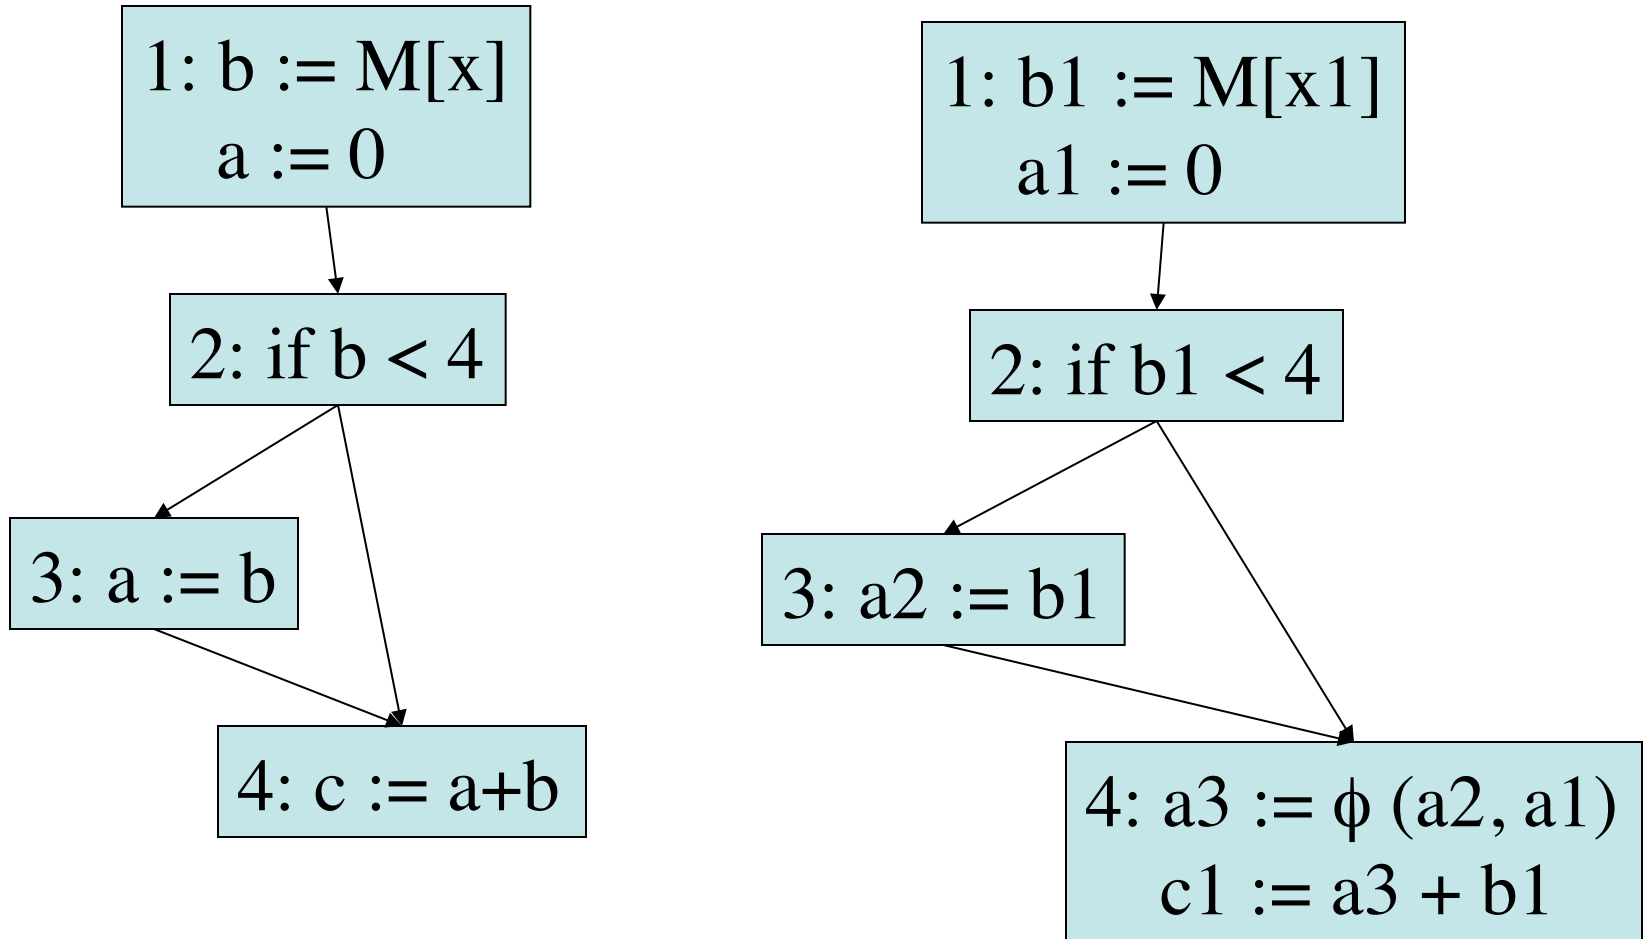 1: b := M[x]
a := 0
2: if b < 4
3: a := b
4: c := a+b
1: b1 := M[x1]
a1 := 0
2: if b1 < 4
3: a2 := b1
4: a3 := ϕ (a2, a1)
c1 := a3 + b1